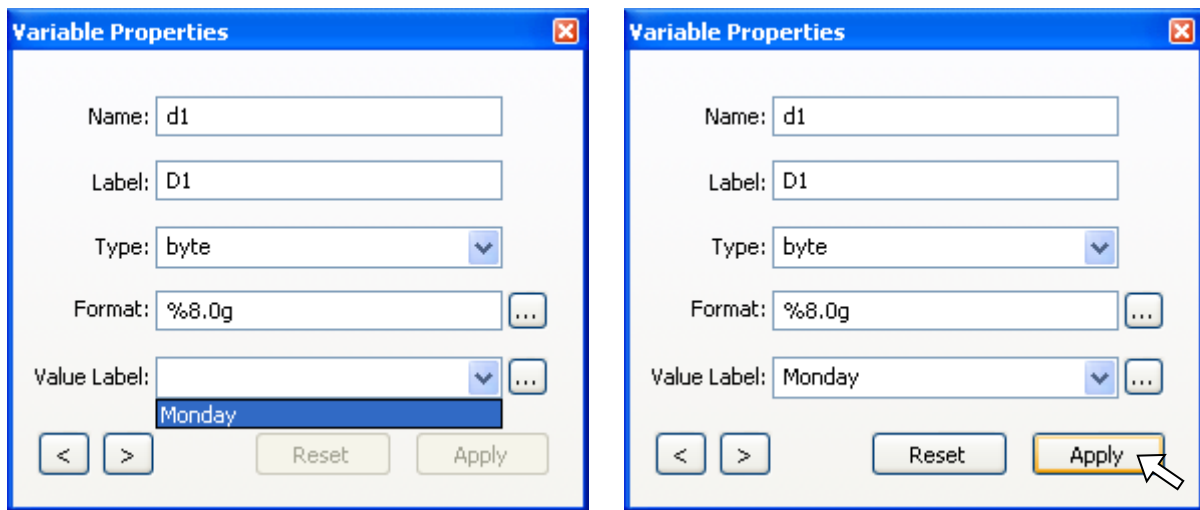 Variable Properties
Name: d1
Label: D1
Type: byte
Format: %8.0g ...
Value Label: ...
Monday
< > Reset Apply
Variable Properties
Name: d1
Label: D1
Type: byte
Format: %8.0g ...
Value Label: Monday ...
< > Reset Apply